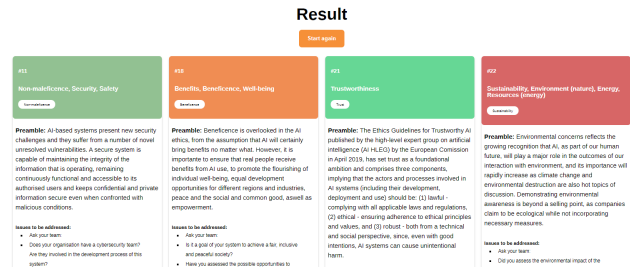 Result
Start again
#11
Non-maleficence, Security, Safety
Non-maleficence
Preamble: AI-based systems present new security
challenges and they suffer from a number of novel
unresolved vulnerabilities. A secure system is
capable of maintaining the integrity of the
information that is operating, remaining
continuously functional and accessible to its
authorised users and keeps confidential and private
information secure even when confronted with
malicious conditions.
Issues to be addressed:
Ask your team.
Does your organisation have a cybersecurity team?
Are they involved in the development process of this
system?
#10
Benefits, Beneficence, Well-being
Beneficence
Preamble: Beneficence is overlooked in the AI
ethics, from the assumption that AI will certainly
bring benefits no matter what. However, it is
important to ensure that real people receive
benefits from AI use, to promote the flourishing of
individual well-being, equal development
opportunities for different regions and industries,
peace and the social and common good, aswell as
empowerment.
Issues to be addressed:
Ask your team.
Is it a goal of your system to achieve a fair, inclusive
and peaceful society?
Have you assessed the possible opportunities to
#21
Trustworthiness
Trust
Preamble: The Ethics Guidelines for Trustworthy AI
published by the high-level expert group on artificial
intelligence (AI HLEG) by the European Comission
in April 2019, has set trust as a foundational
ambition and comprises three components,
implying that the actors and processes involved in
AI systems (including their development,
deployment and use) should be: (1) lawful -
complying with all applicable laws and regulations,
(2) ethical - ensuring adherence to ethical principles
and values, and (3) robust - both from a technical
and social perspective, since, even with good
intentions, AI systems can cause unintentional
harm.
#22
Sustainability, Environment (nature), Energy,
Resources (energy)
Sustainability
Preamble: Environmental concerns reflects the
growing recognition that AI, as part of our human
future, will play a major role in the outcomes of our
interaction with environment, and its importance will
rapidly increase as climate change and
environmental destruction are also hot topics of
discussion. Demonstrating environmental
awareness is beyond a selling point, as companies
claim to be ecological while not incorporating
necessary measures.
Issues to be addressed:
Ask your team.
Did you assess the environmental impact of the